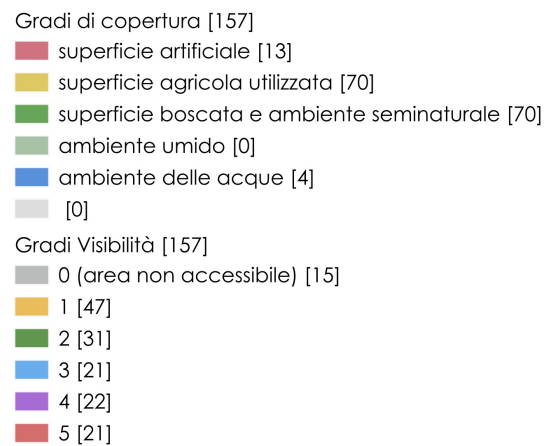 Gradi di copertura [157]
superficie artificiale [13]
superficie agricola utilizzata [70]
superficie boscata e ambiente seminaturale [70]
ambiente umido [0]
ambiente delle acque [4]
[0]
Gradi Visibilità [157]
0 (area non accessibile) [15]
1 [47]
2 [31]
3 [21]
4 [22]
5 [21]